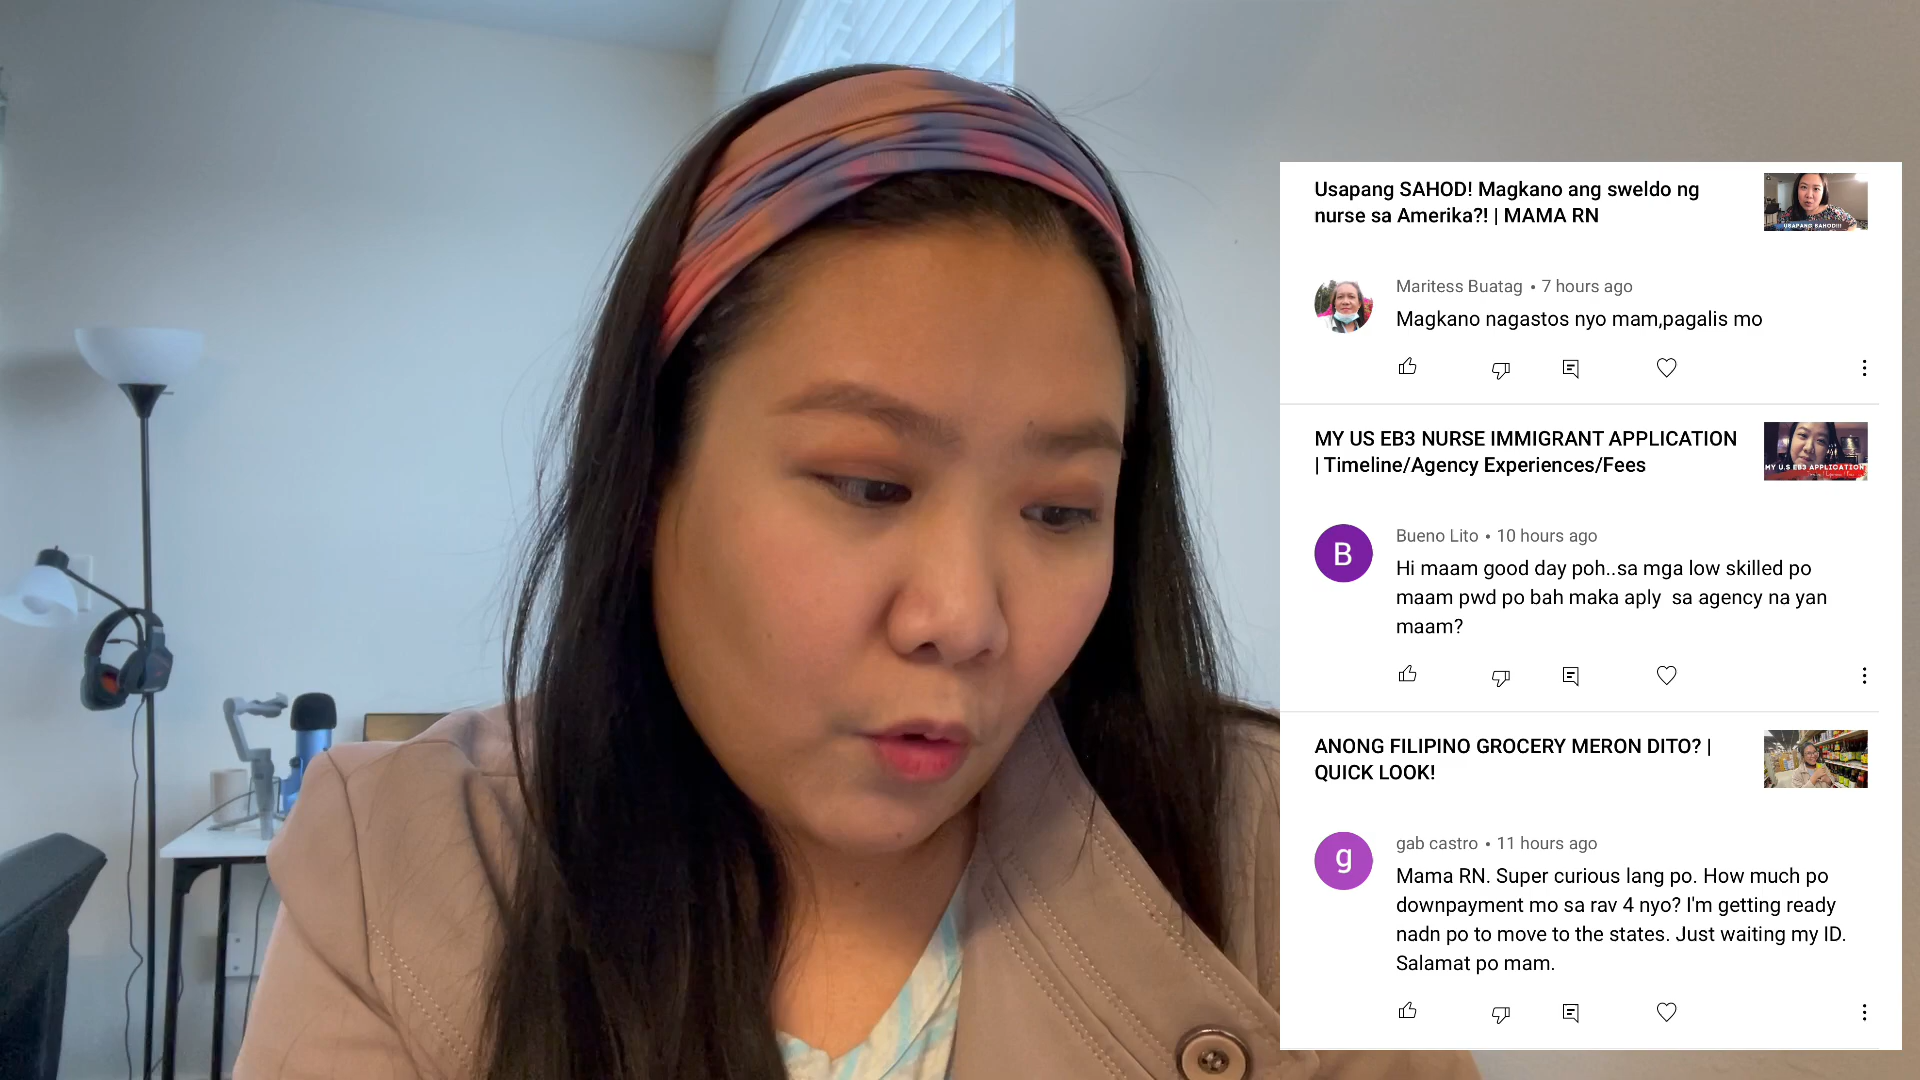 Usapang SAHOD! Magkano ang sweldo ng
nurse sa Amerika?! | MAMA RN
USAPANG SAHOD!!!
Maritess Buatag • 7 hours ago
Magkano nagastos nyo mam,pagalis mo
MY US EB3 NURSE IMMIGRANT APPLICATION
| Timeline/Agency Experiences/Fees
MY U.S EB3 APPLICATION
B
Bueno Lito • 10 hours ago
Hi maam good day poh..sa mga low skilled po
maam pwd po bah maka aply sa agency na yan
maam?
ANONG FILIPINO GROCERY MERON DITO? |
QUICK LOOK!
g
gab castro • 11 hours ago
Mama RN. Super curious lang po. How much po
downpayment mo sa rav 4 nyo? I'm getting ready
nadn po to move to the states. Just waiting my ID.
Salamat po mam.